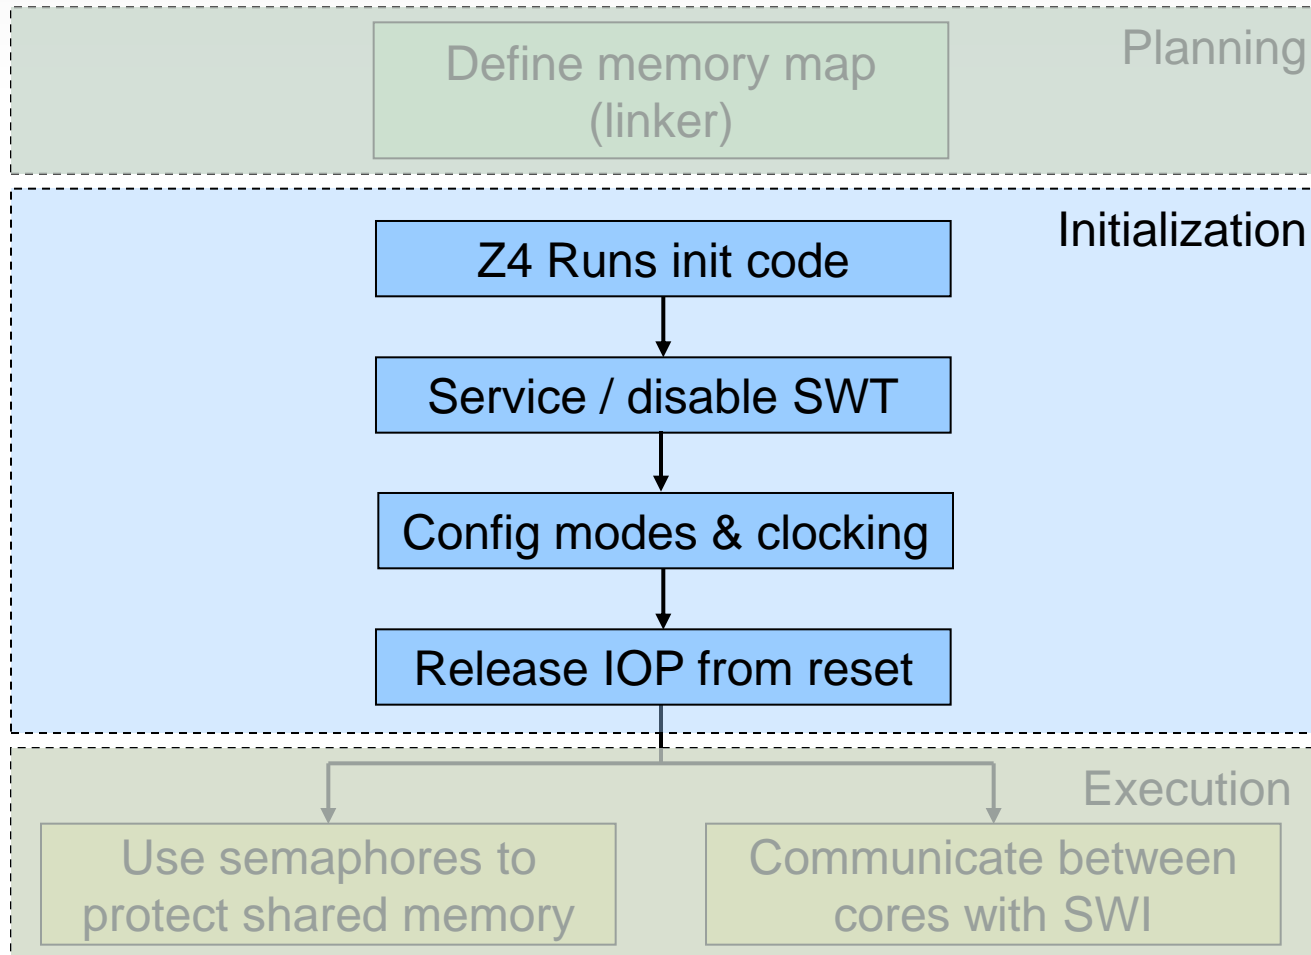 Planning
Define memory map
(linker)
Initialization
Z4 Runs init code
Service / disable SWT
Config modes & clocking
Release IOP from reset
Execution
Use semaphores to
protect shared memory
Communicate between
cores with SWI